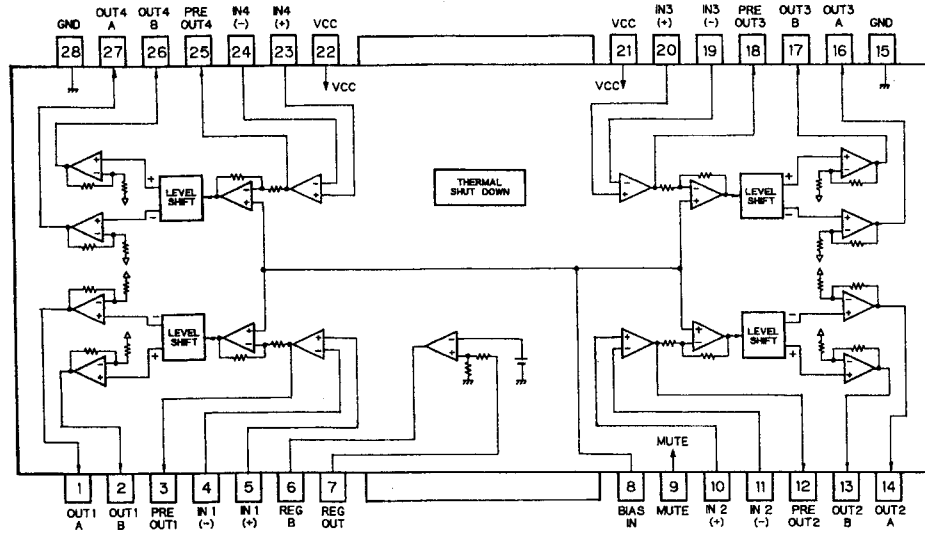 GND OUT4 A OUT4 B PRE OUT4 IN4 (-) IN4 (+) VCC VCC IN3 (+) IN3 (-) PRE OUT3 OUT3 B OUT3 A GND
28 27 26 25 24 23 22 21 20 19 18 17 16 15
VCC VCC
+ LEVEL SHIFT -
THERMAL SHUT DOWN
+ LEVEL SHIFT -
- LEVEL SHIFT +
- LEVEL SHIFT +
MUTE
1 2 3 4 5 6 7 8 9 10 11 12 13 14
OUT1 A OUT1 B PRE OUT1 IN 1 (-) IN1 (+) REG B REG OUT BIAS IN MUTE IN 2 (+) IN 2 (-) PRE OUT2 OUT2 B OUT2 A